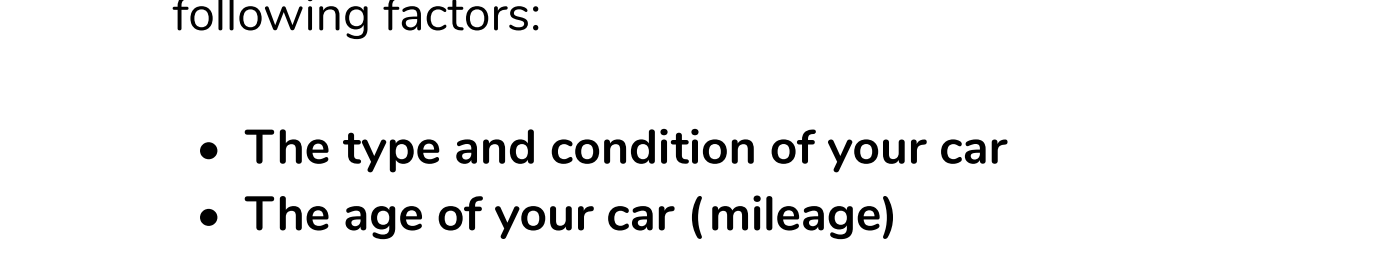 following factors:
• The type and condition of your car
• The age of your car (mileage)